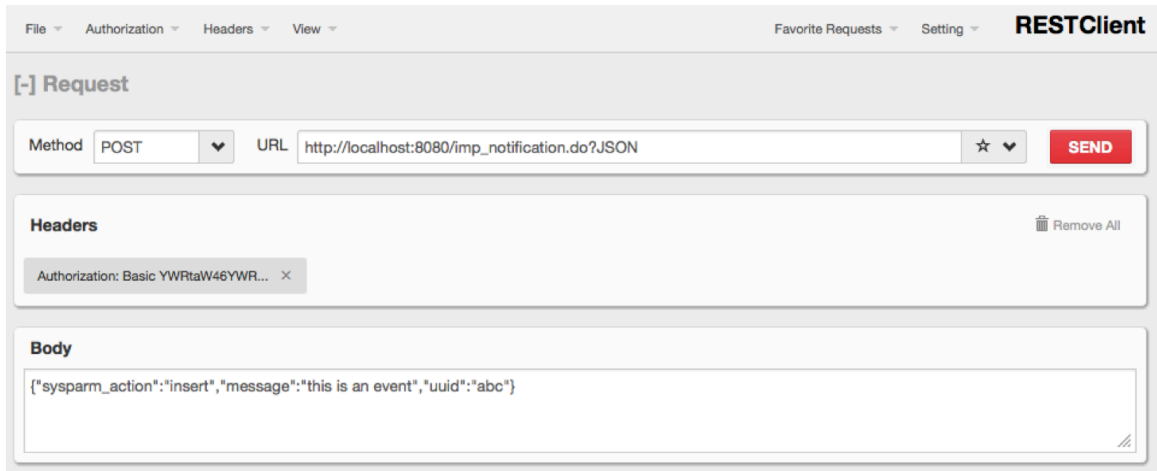 File Authorization Headers View Favorite Requests Setting RESTClient
[-] Request
Method POST URL http://localhost:8080/imp_notification.do?JSON SEND
Headers Remove All
Authorization: Basic YWRtaW46YWR... ×
Body
{"sysparm_action":"insert","message":"this is an event","uuid":"abc"}